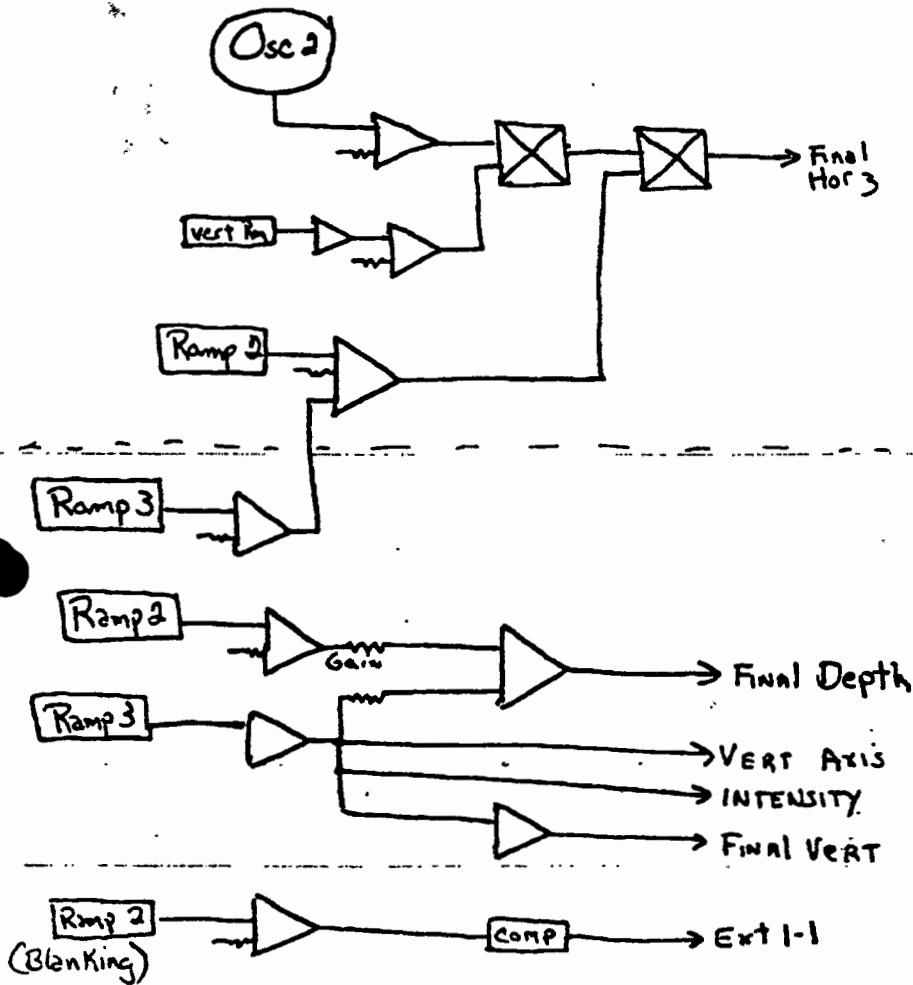 Osc 2
Final
Hor 3
Ramp 2
Ramp 3
Ramp 2
Gain
Final Depth
Ramp 3
VERT AXIS
INTENSITY
Final VERT
Ramp 2
(Blanking)
comp
Ext 1-1